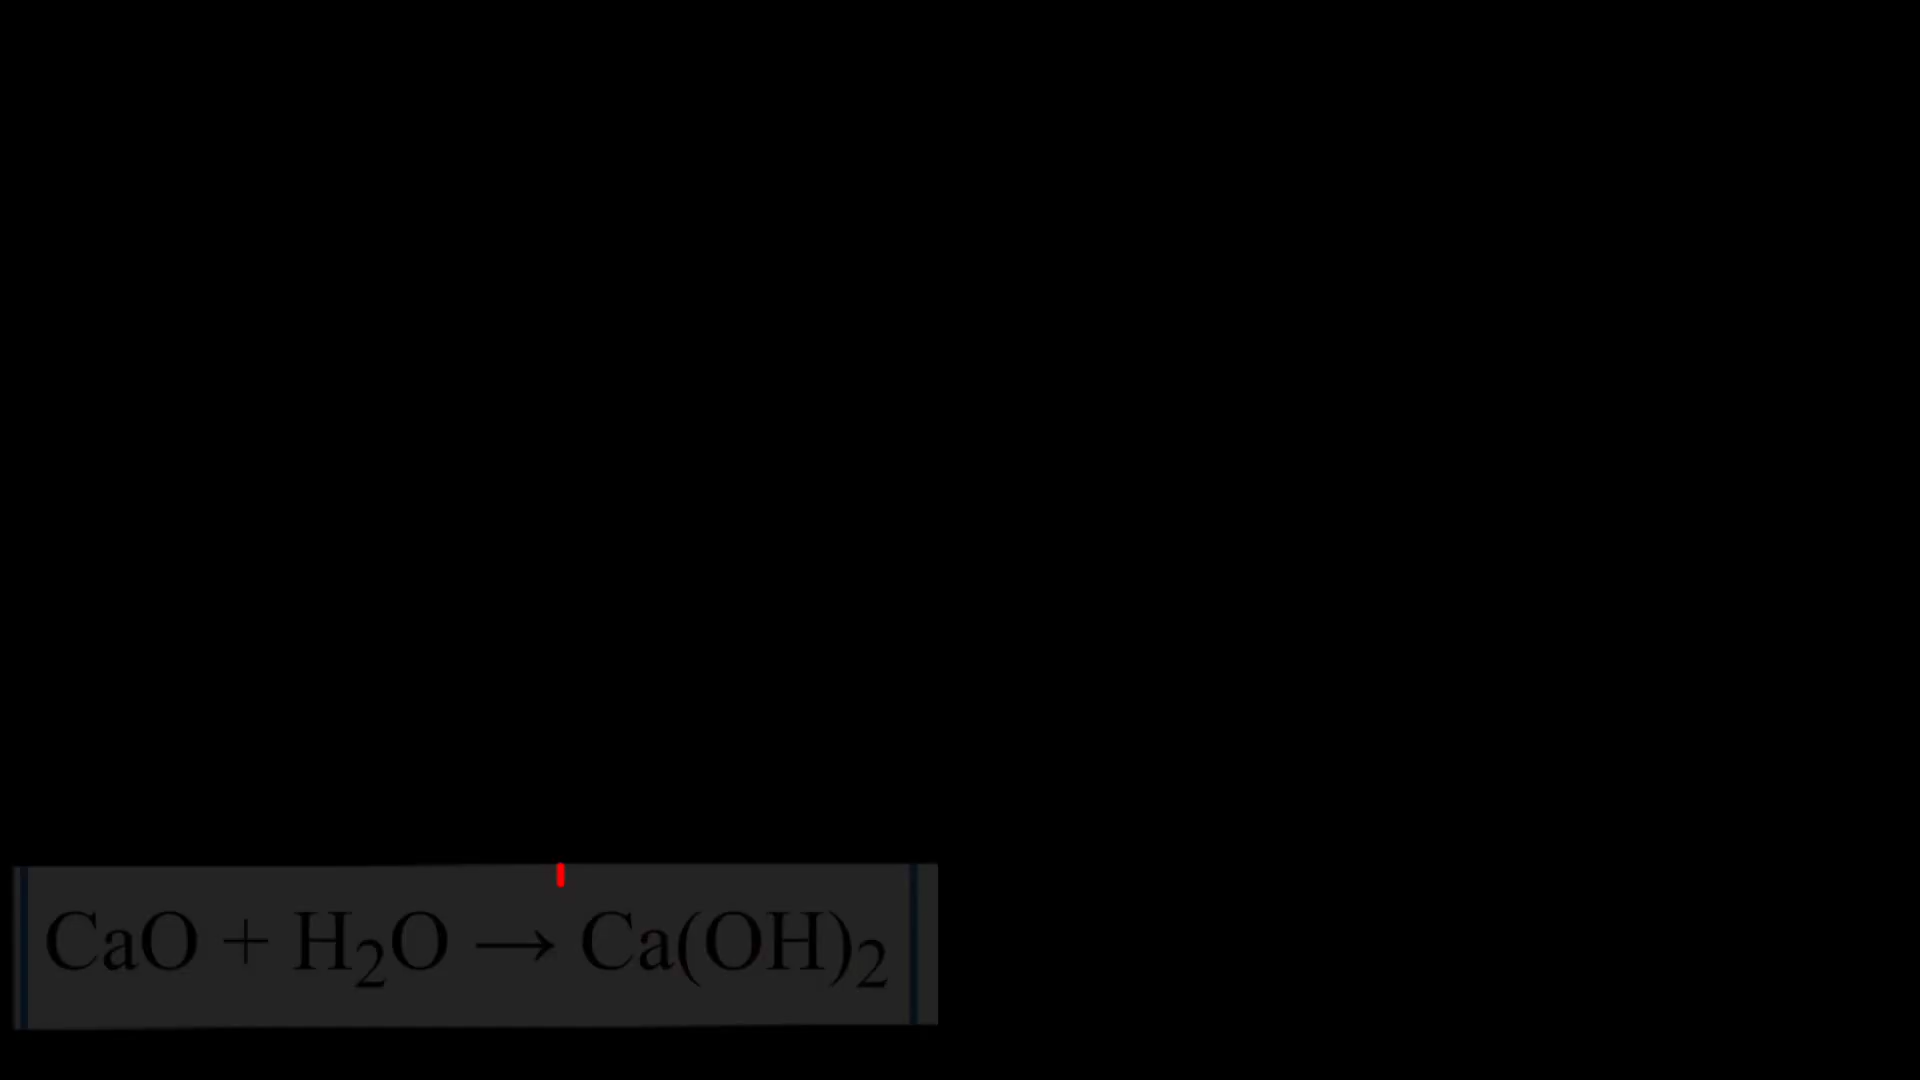 CaO + H₂O → Ca(OH)₂